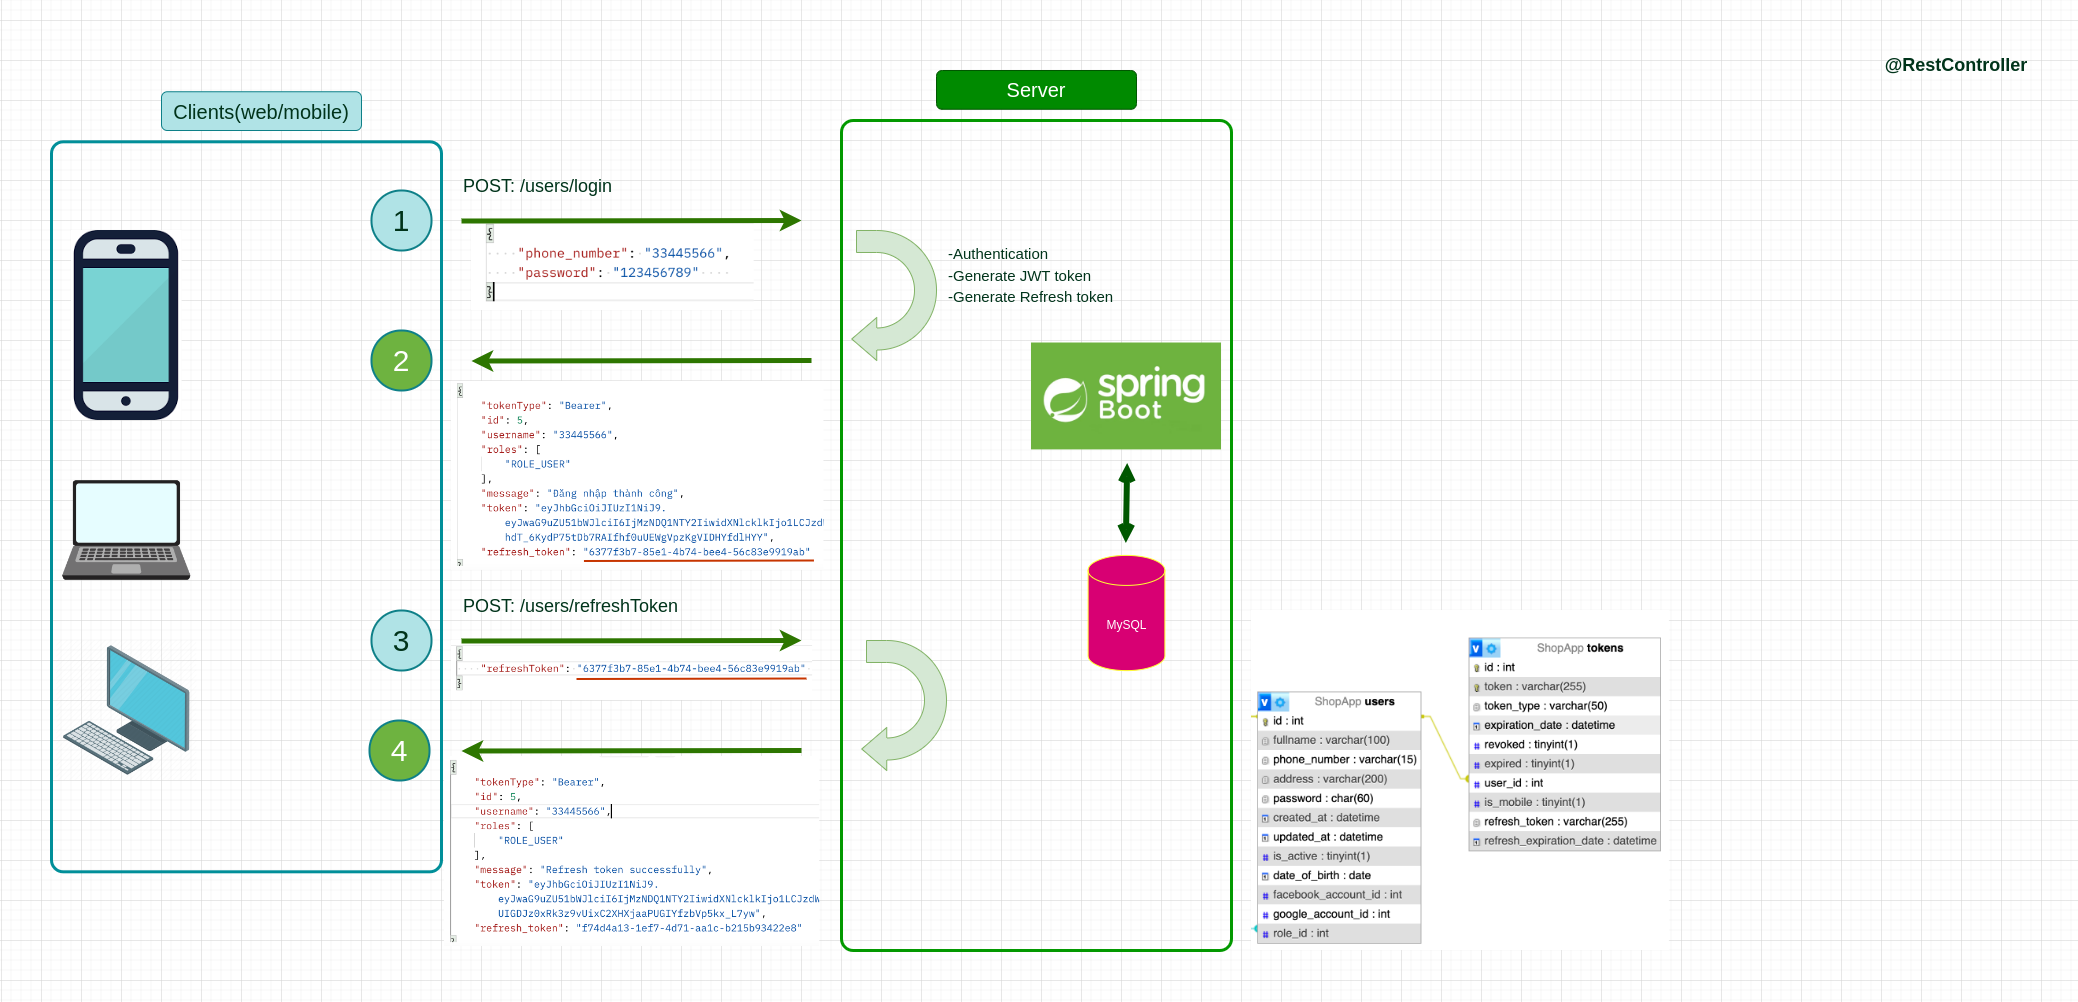 @RestController
Clients(web/mobile)
Server
1
POST: /users/login
{
"phone_number": "33445566",
"password": "123456789"
}
-Authentication
-Generate JWT token
-Generate Refresh token
2
{
"tokenType": "Bearer",
"id": 5,
"username": "33445566",
"roles": [
"ROLE_USER"
],
"message": "Đăng nhập thành công",
"token": "eyJhbGciOiJIUzI1NiJ9.
eyJwaG9uZU51bWJlciI6IjMzNDQ1NTY2IiwidXNlcklkIjo1LCJzd
hdT_6KydP75tDb7RAIfhf0uUEWgVpzKgVIDHYfdlHYY",
"refresh_token": "6377f3b7-85e1-4b74-bee4-56c83e9919ab"
}
spring
Boot
MySQL
3
POST: /users/refreshToken
{
"refreshToken": "6377f3b7-85e1-4b74-bee4-56c83e9919ab"
}
4
{
"tokenType": "Bearer",
"id": 5,
"username": "33445566",
"roles": [
"ROLE_USER"
],
"message": "Refresh token successfully",
"token": "eyJhbGciOiJIUzI1NiJ9.
eyJwaG9uZU51bWJlciI6IjMzNDQ1NTY2IiwidXNlcklkIjo1LCJzdW
UIGDJz0xRk3z9vUixC2XHXjaaPUGIYfzbVp5kx_L7yw",
"refresh_token": "f74d4a13-1ef7-4d71-aa1c-b215b93422e8"
}
V ShopApp users
id : int
fullname : varchar(100)
phone_number : varchar(15)
address : varchar(200)
password : char(60)
created_at : datetime
updated_at : datetime
# is_active : tinyint(1)
date_of_birth : date
# facebook_account_id : int
# google_account_id : int
# role_id : int
V ShopApp tokens
id : int
token : varchar(255)
token_type : varchar(50)
expiration_date : datetime
# revoked : tinyint(1)
# expired : tinyint(1)
# user_id : int
# is_mobile : tinyint(1)
refresh_token : varchar(255)
refresh_expiration_date : datetime